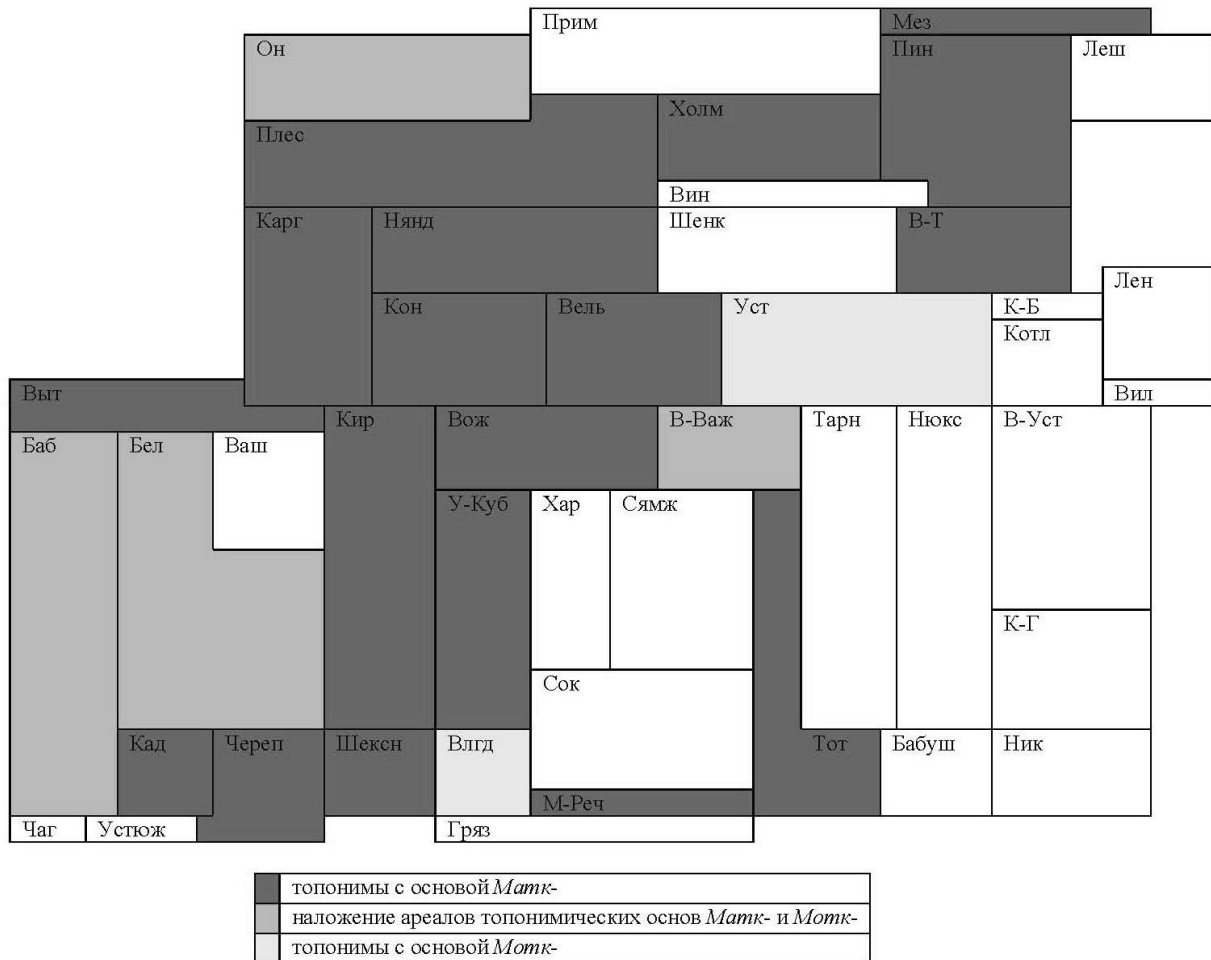 Прим
Мез
Он
Пин
Леш
Плес
Холм
Вин
Карг
Нянд
Шенк
В-Т
Лен
Кон
Вель
Уст
К-Б
Котл
Выт
Вил
Кир
Вож
В-Важ
Тарн
Нюкс
В-Уст
Баб
Бел
Ваш
У-Куб
Хар
Сямж
К-Г
Сок
Кад
Череп
Шексн
Влгд
Тот
Бабуш
Ник
М-Реч
Чаг
Устюж
Гряз
топонимы с основой Матк-
наложение ареалов топонимических основ Матк- и Мотк-
топонимы с основой Мотк-